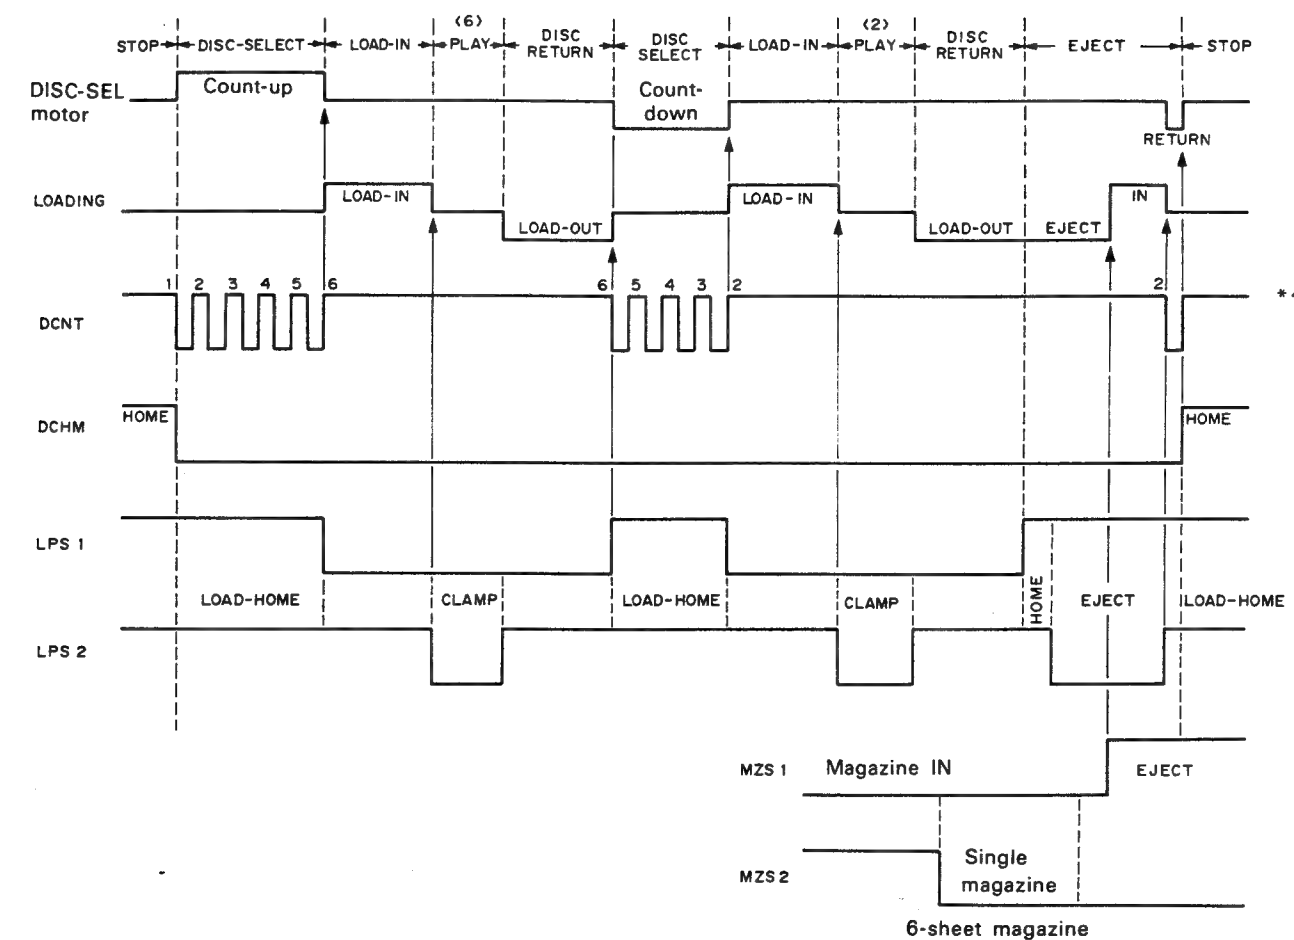 (6) (2)
STOP DISC-SELECT LOAD-IN PLAY DISC RETURN DISC SELECT LOAD-IN PLAY DISC RETURN EJECT STOP
DISC-SEL motor Count-up Count-down
RETURN
LOADING LOAD-IN LOAD-OUT LOAD-IN LOAD-OUT EJECT IN
1 2 3 4 5 6 6 5 4 3 2 2
DCNT
*
DCHM HOME HOME
LPS 1
LOAD-HOME CLAMP LOAD-HOME CLAMP HOME EJECT LOAD-HOME
LPS 2
MZS 1 Magazine IN EJECT
MZS 2 Single magazine
6-sheet magazine